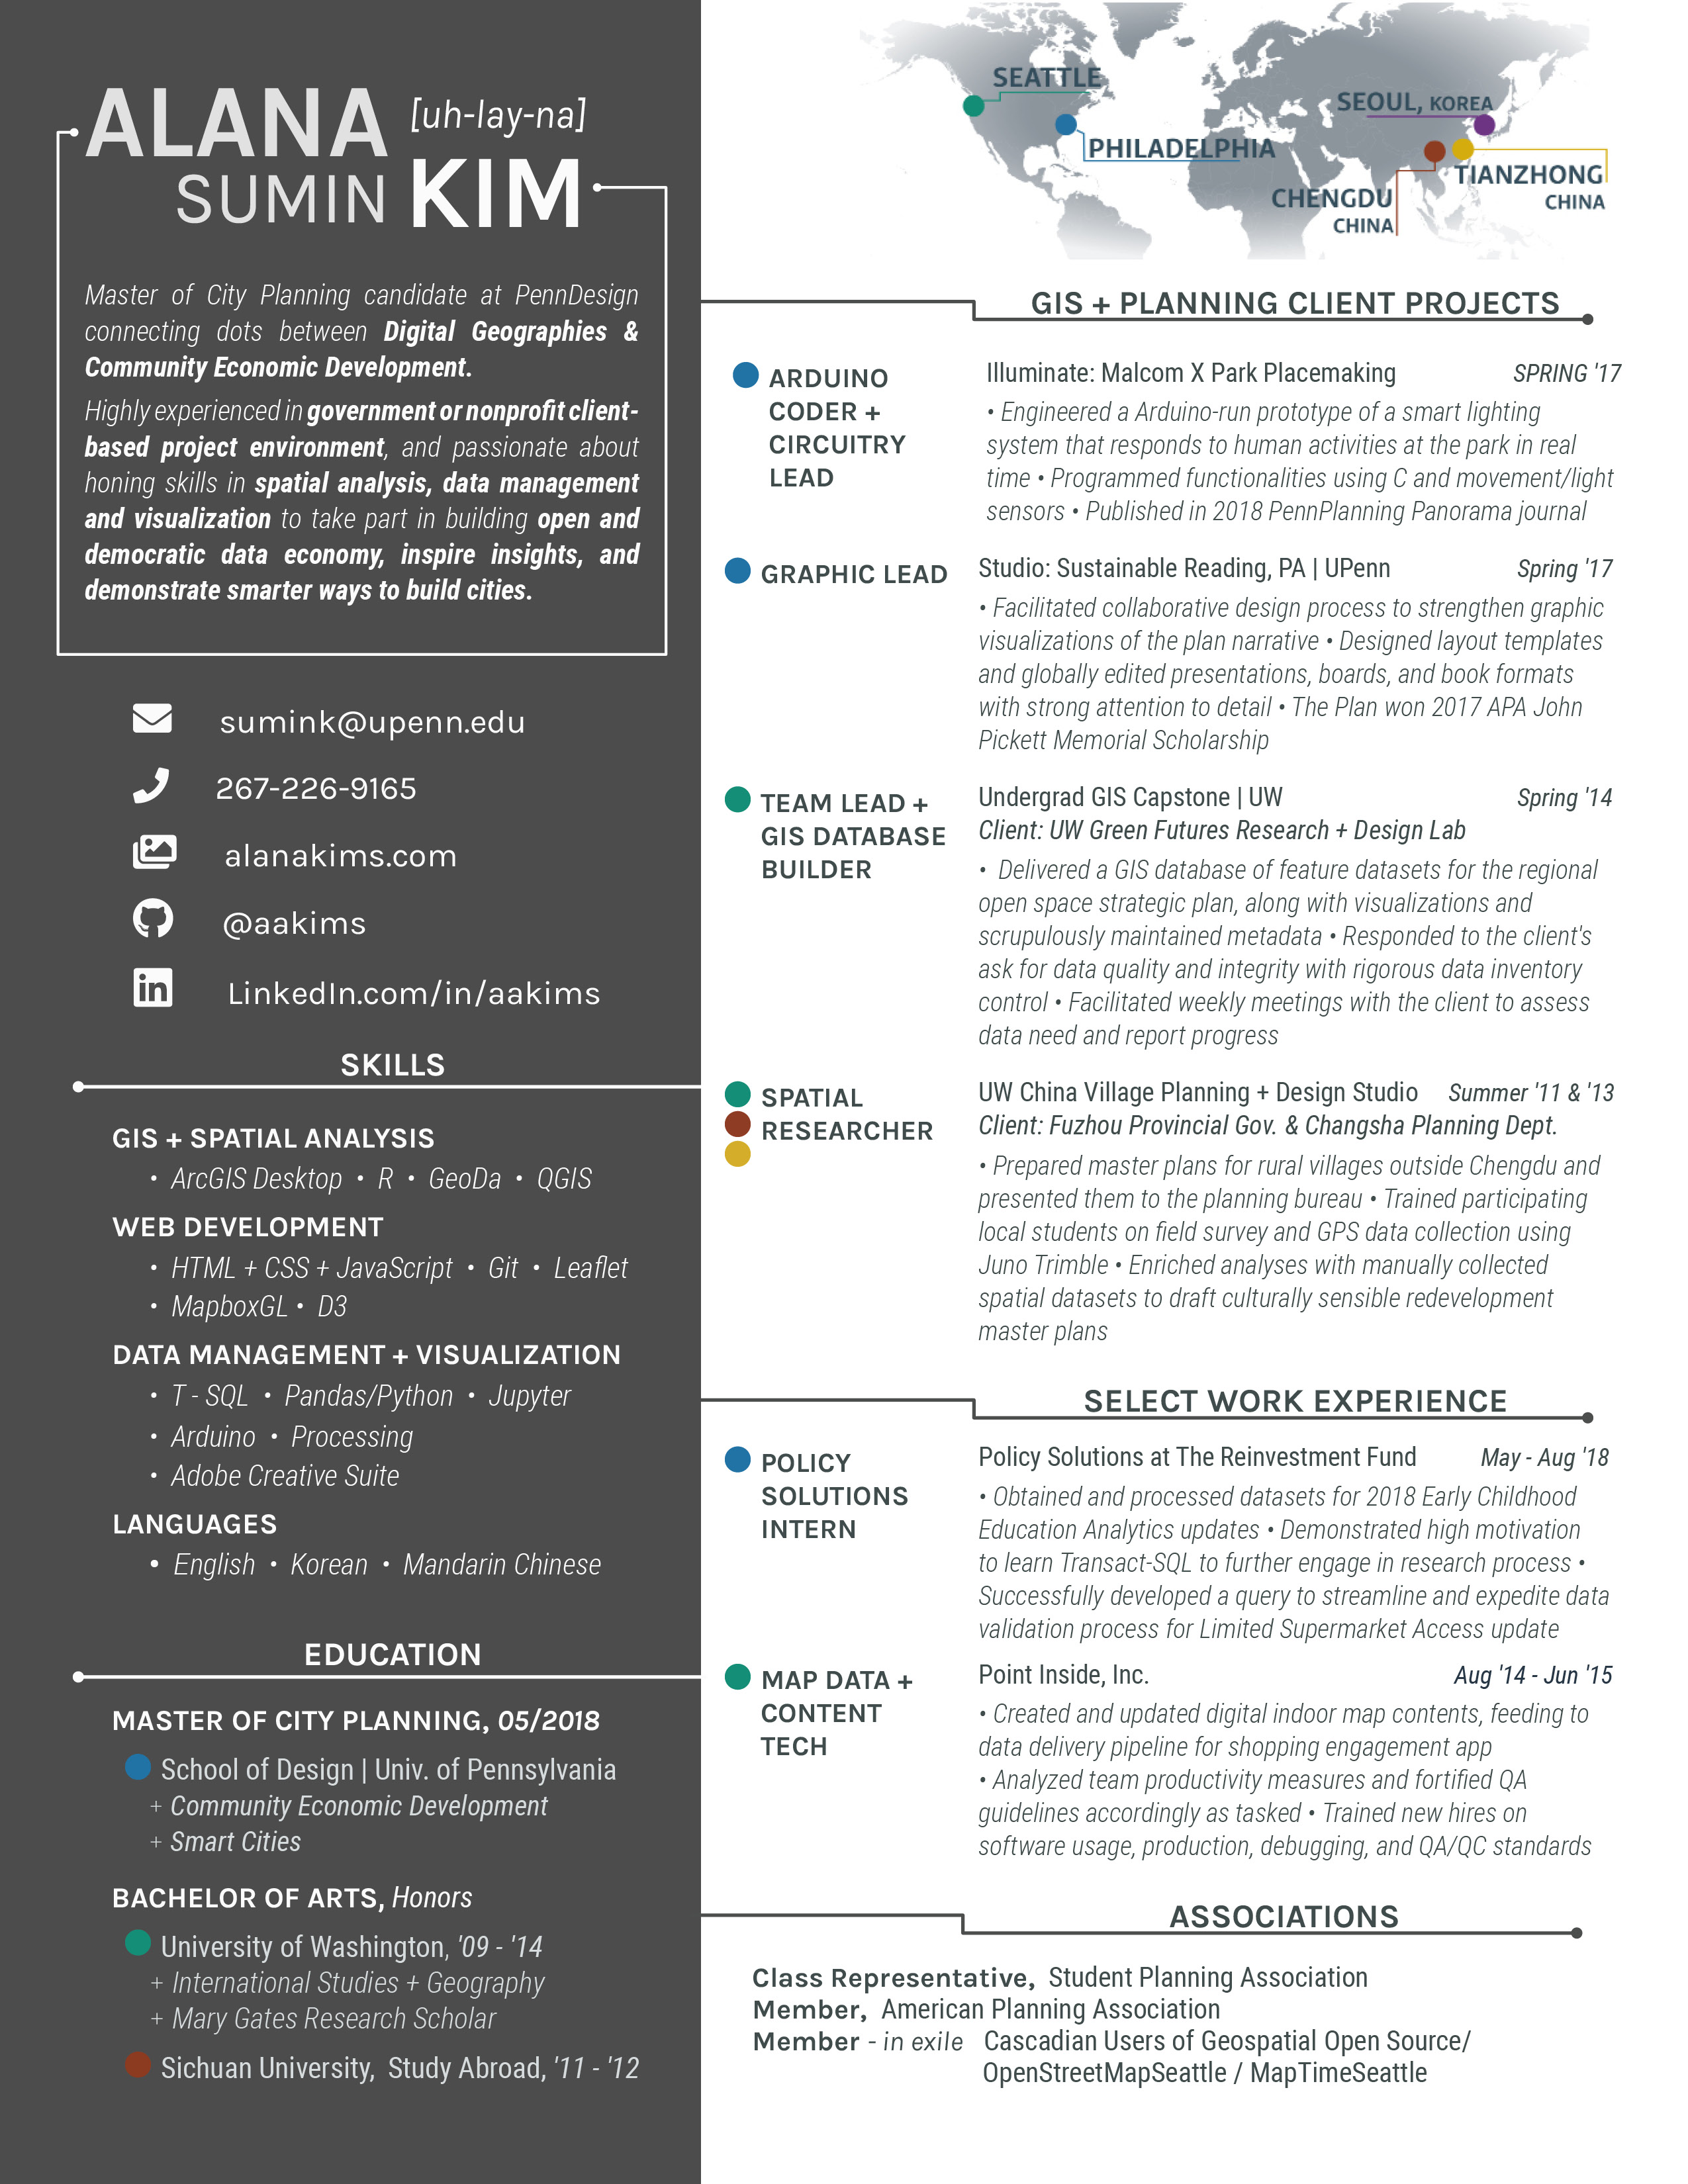 ALANA [uh-lay-na]
SUMIN KIM
Master of City Planning candidate at PennDesign
connecting dots between Digital Geographies &
Community Economic Development.
Highly experienced in government or nonprofit client-
based project environment, and passionate about
honing skills in spatial analysis, data management
and visualization to take part in building open and
democratic data economy, inspire insights, and
demonstrate smarter ways to build cities.
sumink@upenn.edu
267-226-9165
alanakims.com
@aakims
in LinkedIn.com/in/aakims
SKILLS
GIS + SPATIAL ANALYSIS
• ArcGIS Desktop • R • GeoDa • QGIS
WEB DEVELOPMENT
• HTML + CSS + JavaScript • Git • Leaflet
• MapboxGL • D3
DATA MANAGEMENT + VISUALIZATION
• T - SQL • Pandas/Python • Jupyter
• Arduino • Processing
• Adobe Creative Suite
LANGUAGES
• English • Korean • Mandarin Chinese
EDUCATION
MASTER OF CITY PLANNING, 05/2018
School of Design | Univ. of Pennsylvania
+ Community Economic Development
+ Smart Cities
BACHELOR OF ARTS, Honors
University of Washington, '09 - '14
+ International Studies + Geography
+ Mary Gates Research Scholar
Sichuan University, Study Abroad, '11 - '12
SEATTLE
PHILADELPHIA
SEOUL, KOREA
TIANZHONG
CHINA
CHENGDU
CHINA
GIS + PLANNING CLIENT PROJECTS
ARDUINO
CODER +
CIRCUITRY
LEAD
Illuminate: Malcom X Park Placemaking SPRING '17
• Engineered a Arduino-run prototype of a smart lighting
system that responds to human activities at the park in real
time • Programmed functionalities using C and movement/light
sensors • Published in 2018 PennPlanning Panorama journal
GRAPHIC LEAD
Studio: Sustainable Reading, PA | UPenn Spring '17
• Facilitated collaborative design process to strengthen graphic
visualizations of the plan narrative • Designed layout templates
and globally edited presentations, boards, and book formats
with strong attention to detail • The Plan won 2017 APA John
Pickett Memorial Scholarship
TEAM LEAD +
GIS DATABASE
BUILDER
Undergrad GIS Capstone | UW Spring '14
Client: UW Green Futures Research + Design Lab
• Delivered a GIS database of feature datasets for the regional
open space strategic plan, along with visualizations and
scrupulously maintained metadata • Responded to the client's
ask for data quality and integrity with rigorous data inventory
control • Facilitated weekly meetings with the client to assess
data need and report progress
SPATIAL
RESEARCHER
UW China Village Planning + Design Studio Summer '11 & '13
Client: Fuzhou Provincial Gov. & Changsha Planning Dept.
• Prepared master plans for rural villages outside Chengdu and
presented them to the planning bureau • Trained participating
local students on field survey and GPS data collection using
Juno Trimble • Enriched analyses with manually collected
spatial datasets to draft culturally sensible redevelopment
master plans
SELECT WORK EXPERIENCE
POLICY
SOLUTIONS
INTERN
Policy Solutions at The Reinvestment Fund May - Aug '18
• Obtained and processed datasets for 2018 Early Childhood
Education Analytics updates • Demonstrated high motivation
to learn Transact-SQL to further engage in research process •
Successfully developed a query to streamline and expedite data
validation process for Limited Supermarket Access update
MAP DATA +
CONTENT
TECH
Point Inside, Inc. Aug '14 - Jun '15
• Created and updated digital indoor map contents, feeding to
data delivery pipeline for shopping engagement app
• Analyzed team productivity measures and fortified QA
guidelines accordingly as tasked • Trained new hires on
software usage, production, debugging, and QA/QC standards
ASSOCIATIONS
Class Representative, Student Planning Association
Member, American Planning Association
Member - in exile Cascadian Users of Geospatial Open Source/
OpenStreetMapSeattle / MapTimeSeattle